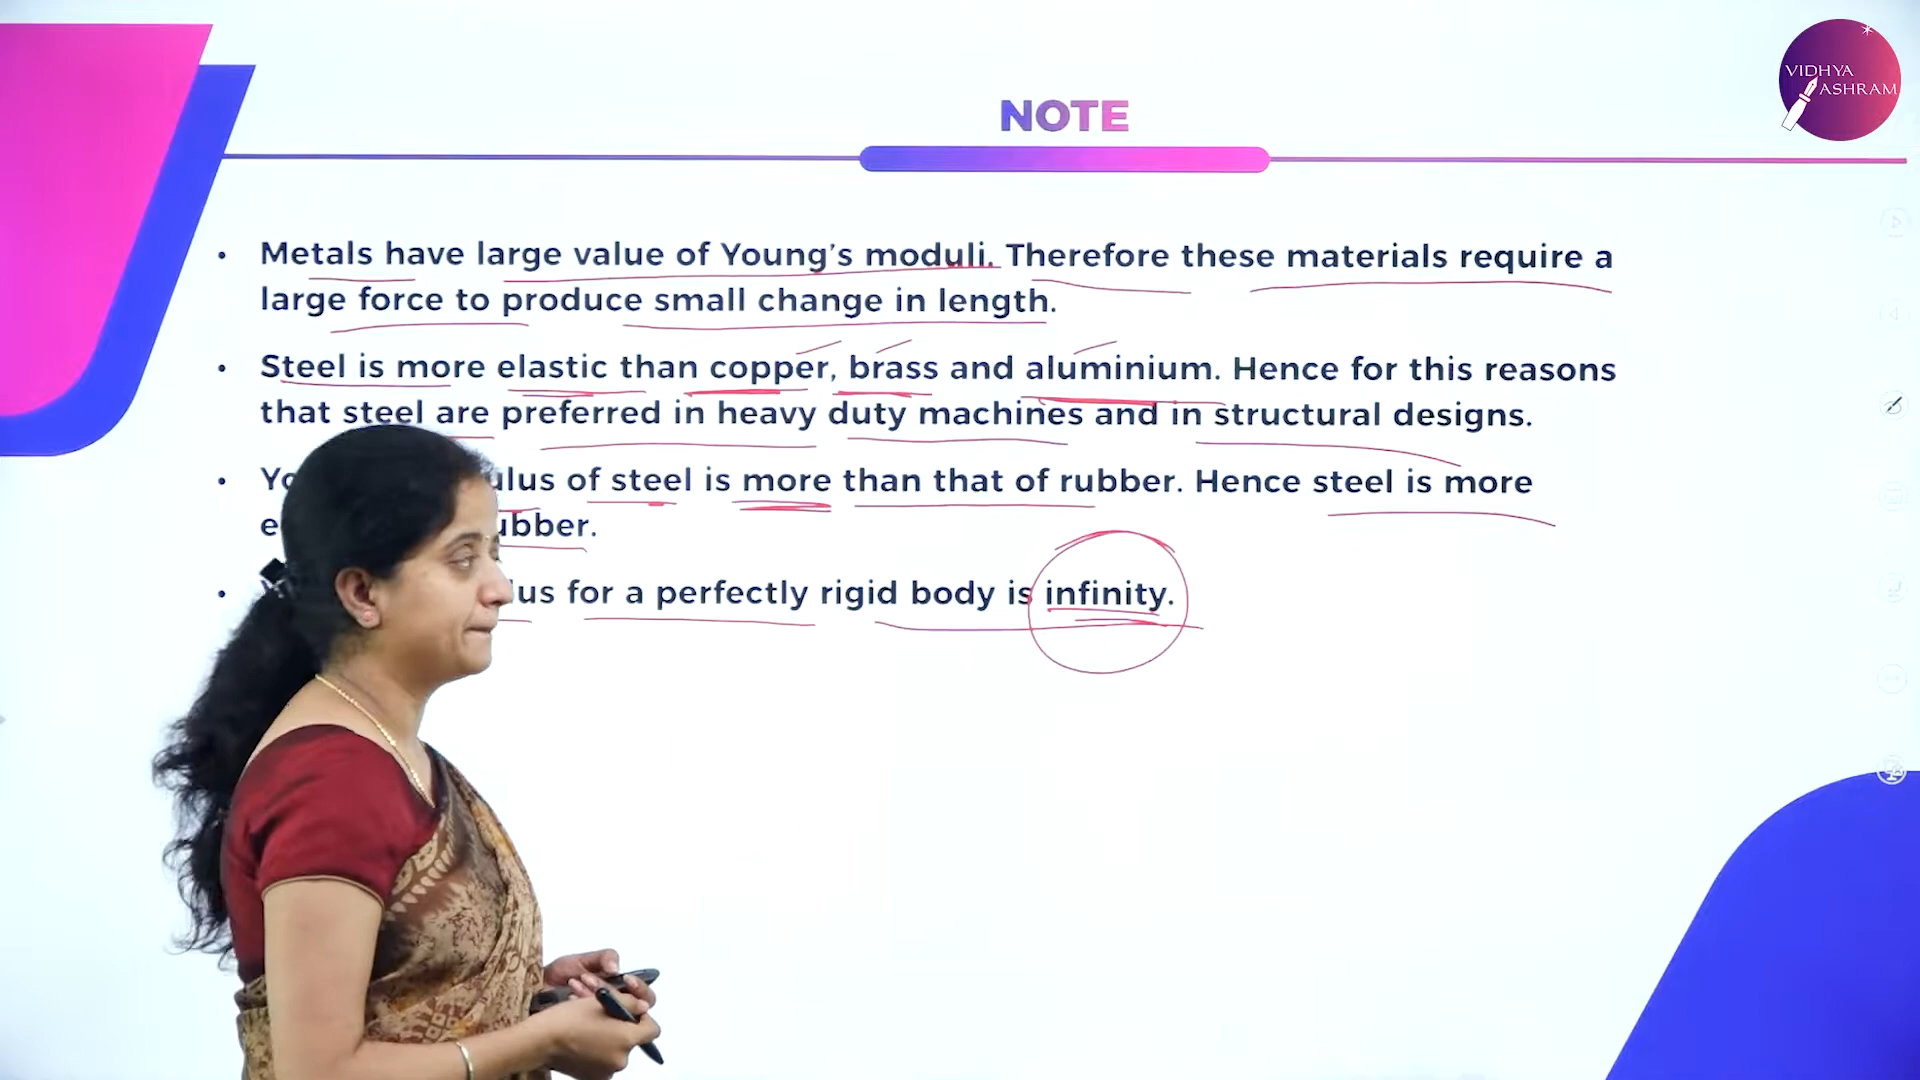 VIDHYA
ASHRAM
NOTE
• Metals have large value of Young's moduli. Therefore these materials require a
large force to produce small change in length.
• Steel is more elastic than copper, brass and aluminium. Hence for this reasons
that steel are preferred in heavy duty machines and in structural designs.
• of steel is more than that of rubber. Hence steel is more
• for a perfectly rigid body is infinity.